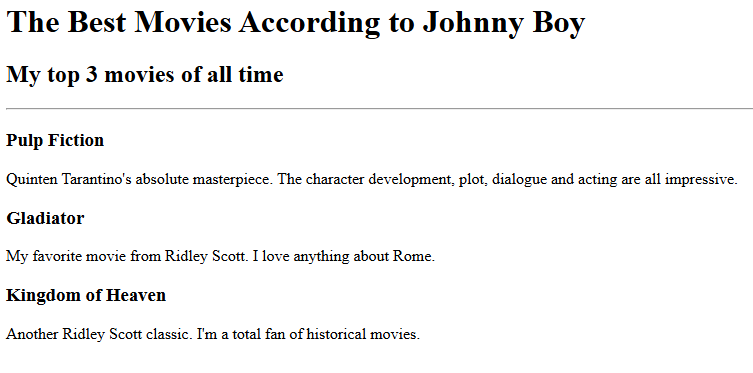 The Best Movies According to Johnny Boy
My top 3 movies of all time
Pulp Fiction
Quinten Tarantino's absolute masterpiece. The character development, plot, dialogue and acting are all impressive.
Gladiator
My favorite movie from Ridley Scott. I love anything about Rome.
Kingdom of Heaven
Another Ridley Scott classic. I'm a total fan of historical movies.